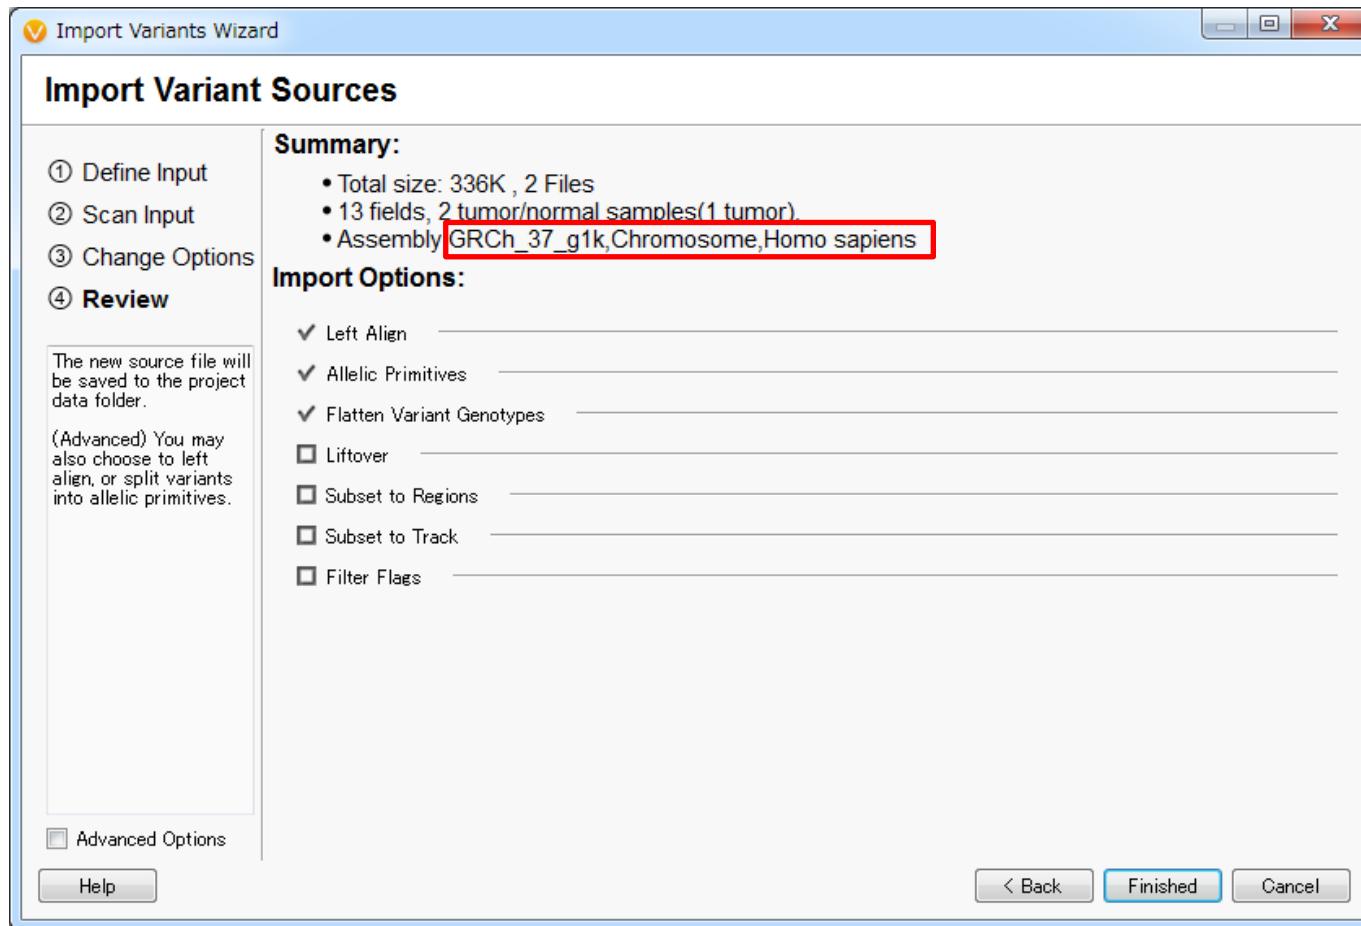 Import Variants Wizard
Import Variant Sources
① Define Input
② Scan Input
③ Change Options
④ Review
The new source file will
be saved to the project
data folder.
(Advanced) You may
also choose to left
align, or split variants
into allelic primitives.
Advanced Options
Summary:
• Total size: 336K , 2 Files
• 13 fields, 2 tumor/normal samples(1 tumor).
• Assembly GRCh_37_g1k,Chromosome,Homo sapiens
Import Options:
Left Align
Allelic Primitives
Flatten Variant Genotypes
Liftover
Subset to Regions
Subset to Track
Filter Flags
Help
< Back
Finished
Cancel